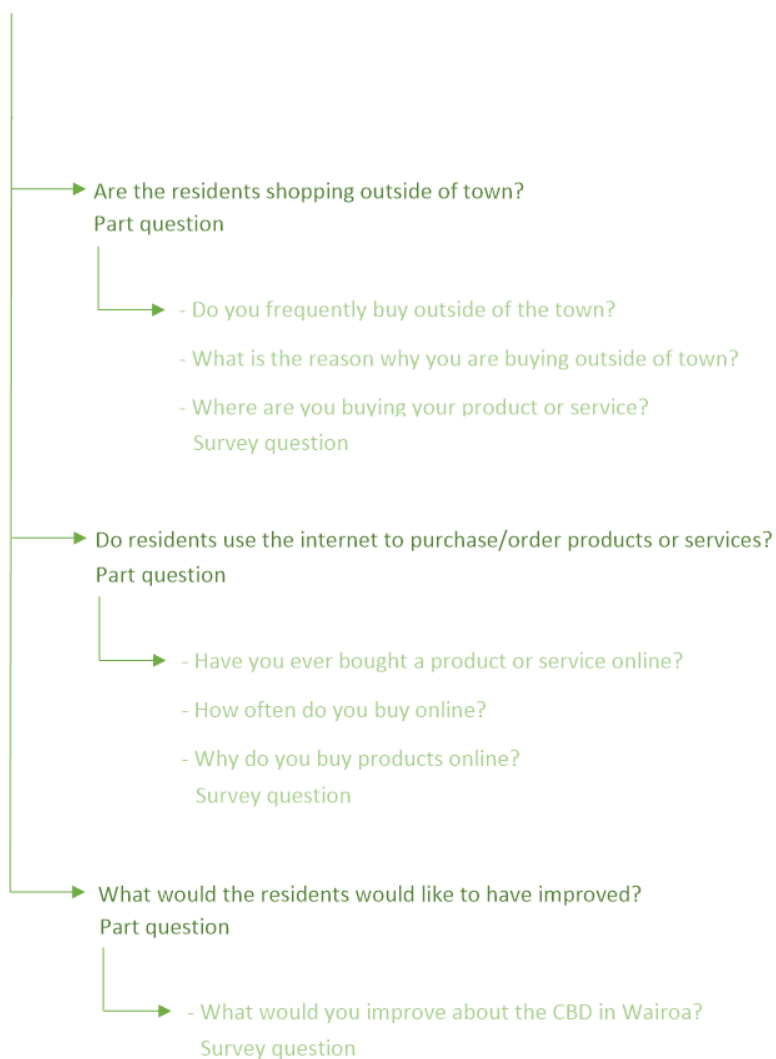 Are the residents shopping outside of town?
Part question
- Do you frequently buy outside of the town?
- What is the reason why you are buying outside of town?
- Where are you buying your product or service?
Survey question
Do residents use the internet to purchase/order products or services?
Part question
- Have you ever bought a product or service online?
- How often do you buy online?
- Why do you buy products online?
Survey question
What would the residents would like to have improved?
Part question
- What would you improve about the CBD in Wairoa?
Survey question